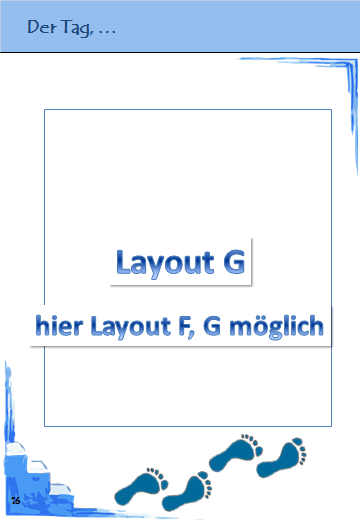 Der Tag, …
Layout G
hier Layout F, G möglich
16